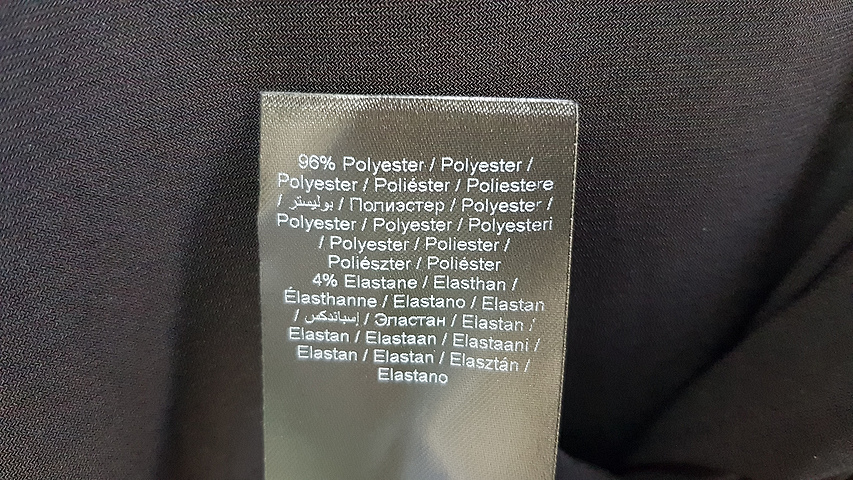 96% Polyester / Polyester /
Polyester / Poliéster / Poliestere
/ بوليستر / Полиэстер / Polyester /
Polyester / Polyester / Polyesteri
/ Polyester / Poliester /
Poliészter / Poliéster
4% Elastane / Elasthan /
Élasthanne / Elastano / Elastan
/ إسباندكس / Эластан / Elastan /
Elastan / Elastaan / Elastaani /
Elastan / Elastan / Elasztán /
Elastano